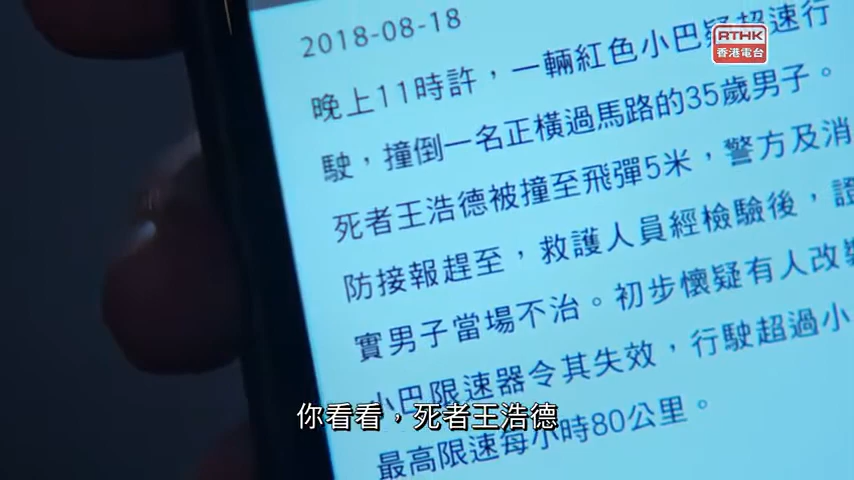 2018-08-18
晚上11時許，一輛紅色小巴疑超速行
駛，撞倒一名正橫過馬路的35歲男子。
死者王浩德被撞至飛彈5米，警方及消
防接報趕至，救護人員經檢驗後，證
實男子當場不治。初步懷疑有人改裝
小巴限速器令其失效，行駛超過小
最高限速每小時80公里。
RTHK
香港電台
你看看，死者王浩德